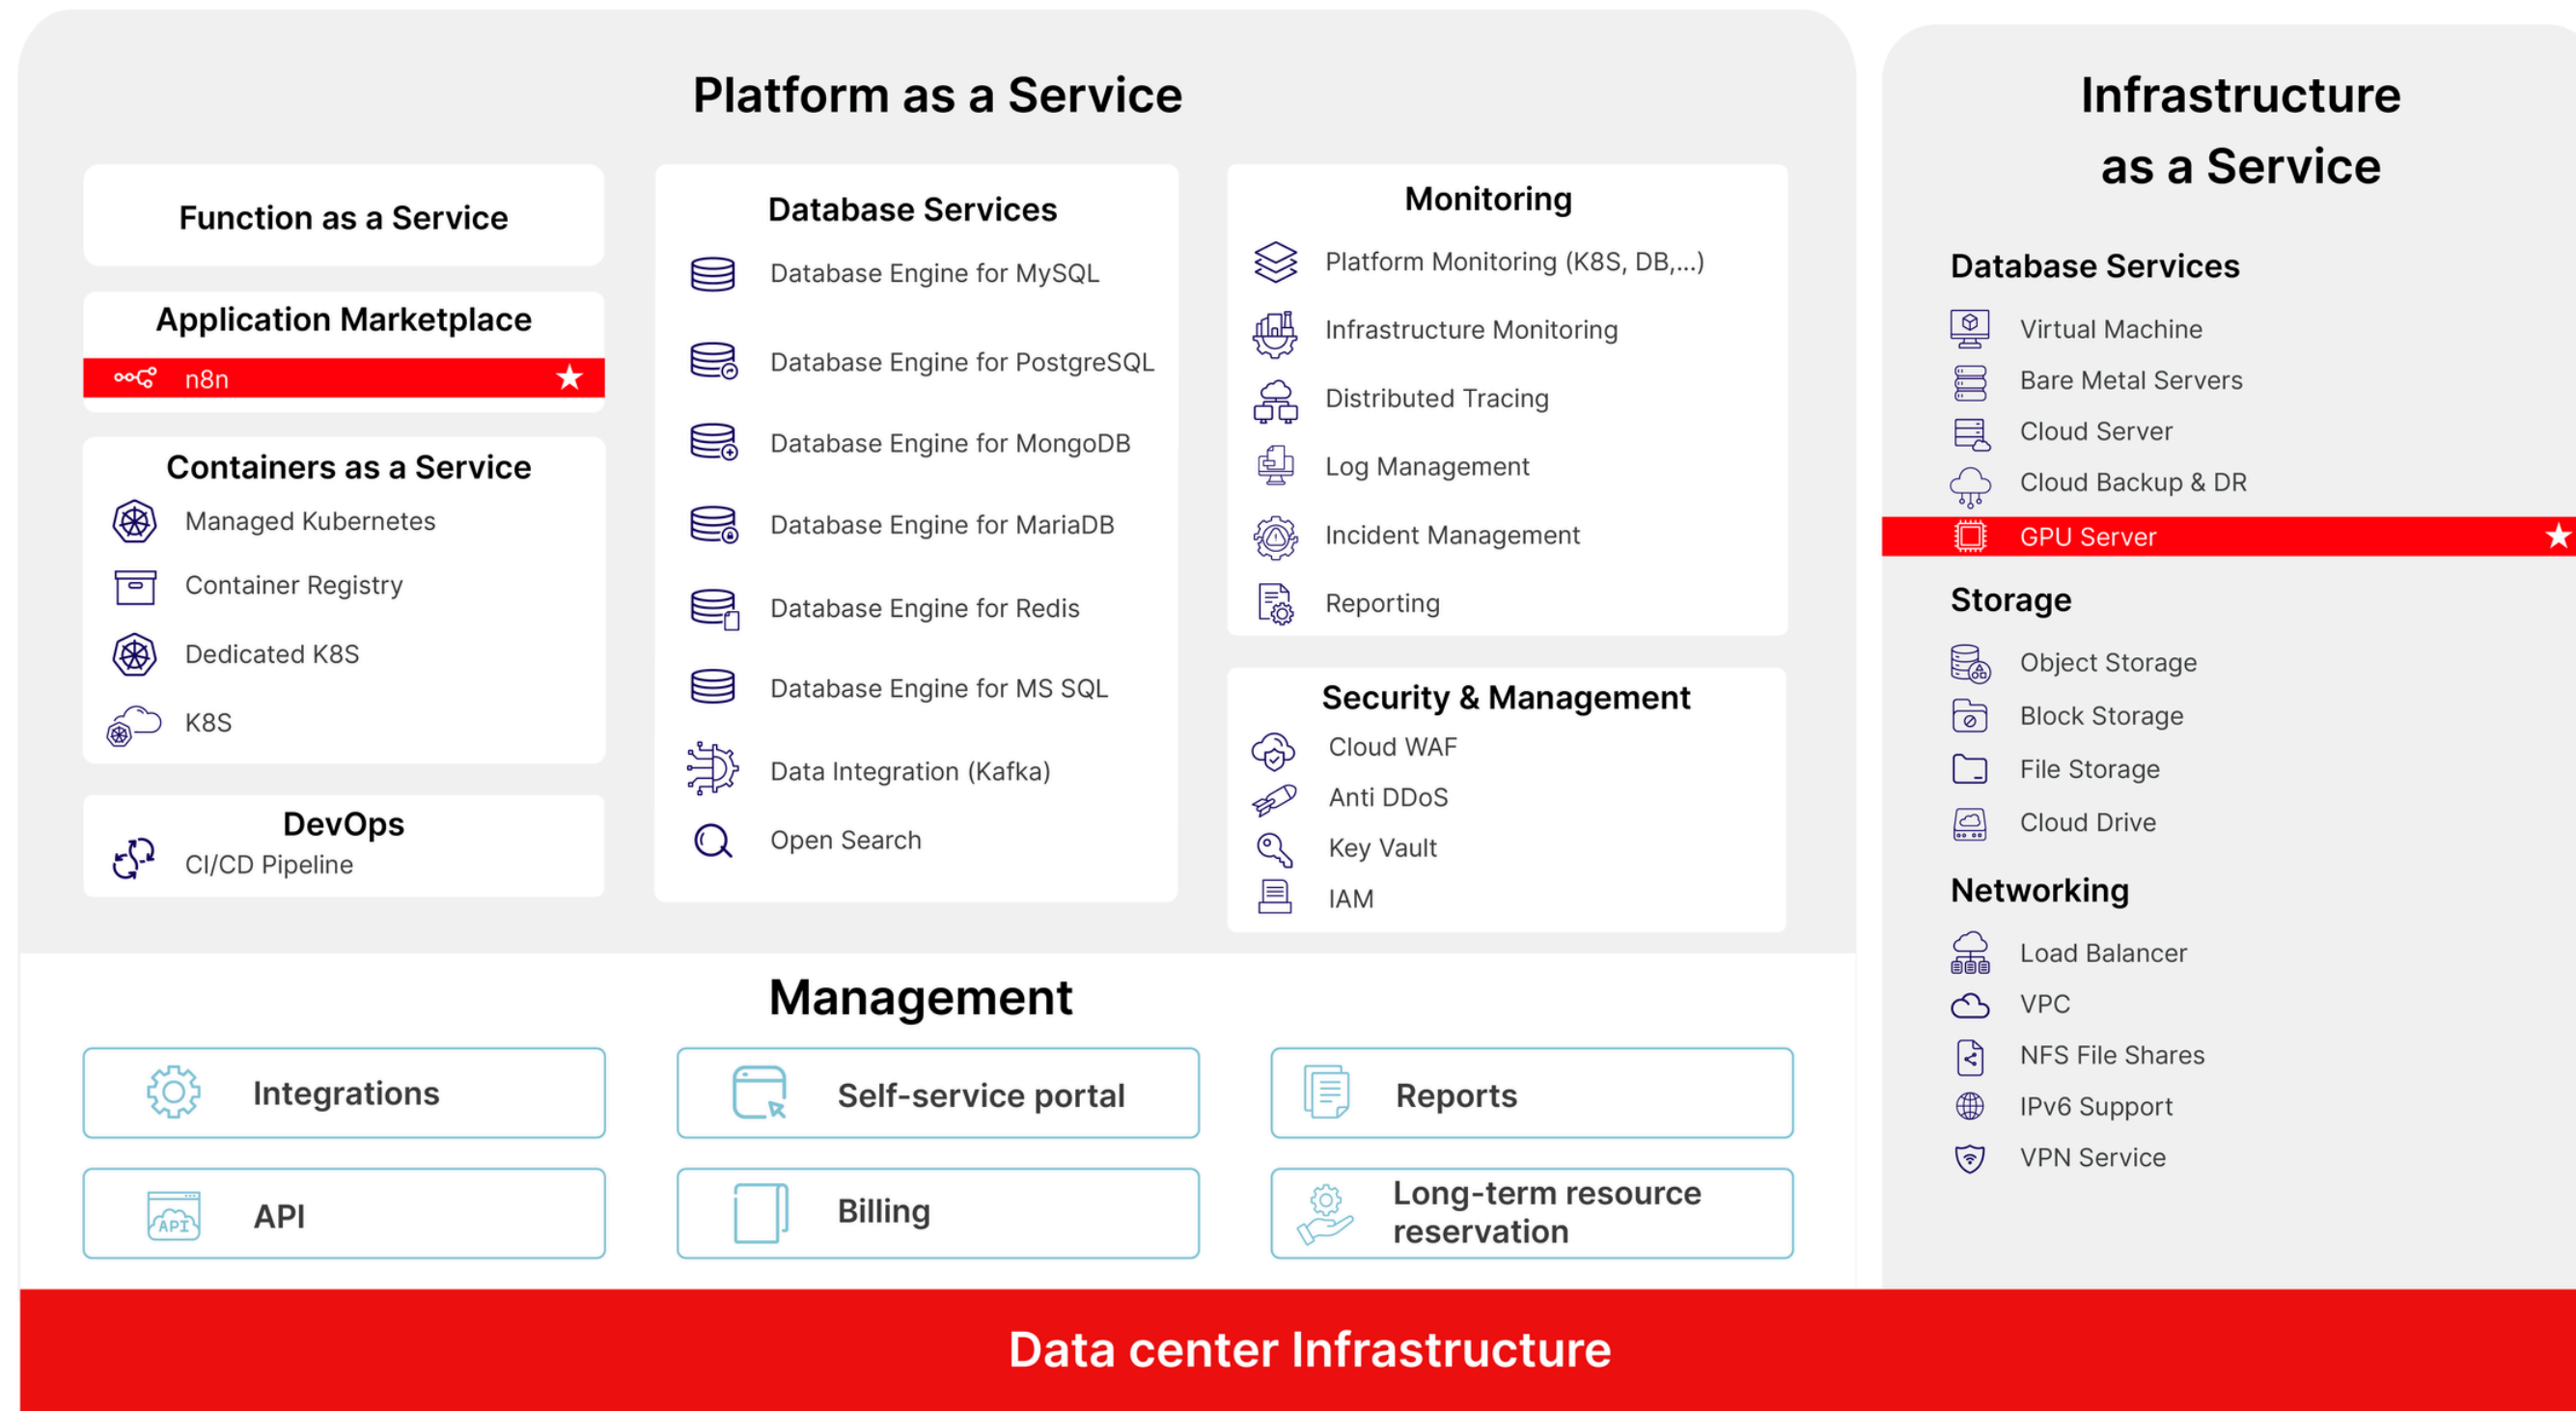 Platform as a Service
Function as a Service
Application Marketplace
n8n
Containers as a Service
Managed Kubernetes
Container Registry
Dedicated K8S
K8S
DevOps
CI/CD Pipeline
Database Services
Database Engine for MySQL
Database Engine for PostgreSQL
Database Engine for MongoDB
Database Engine for MariaDB
Database Engine for Redis
Database Engine for MS SQL
Data Integration (Kafka)
Open Search
Monitoring
Platform Monitoring (K8S, DB,...)
Infrastructure Monitoring
Distributed Tracing
Log Management
Incident Management
Reporting
Security & Management
Cloud WAF
Anti DDoS
Key Vault
IAM
Management
Integrations
Self-service portal
Reports
API
API
Billing
Long-term resource
reservation
Infrastructure
as a Service
Database Services
Virtual Machine
Bare Metal Servers
Cloud Server
Cloud Backup & DR
GPU Server
Storage
Object Storage
Block Storage
File Storage
Cloud Drive
Networking
Load Balancer
VPC
NFS File Shares
IPv6 Support
VPN Service
Data center Infrastructure